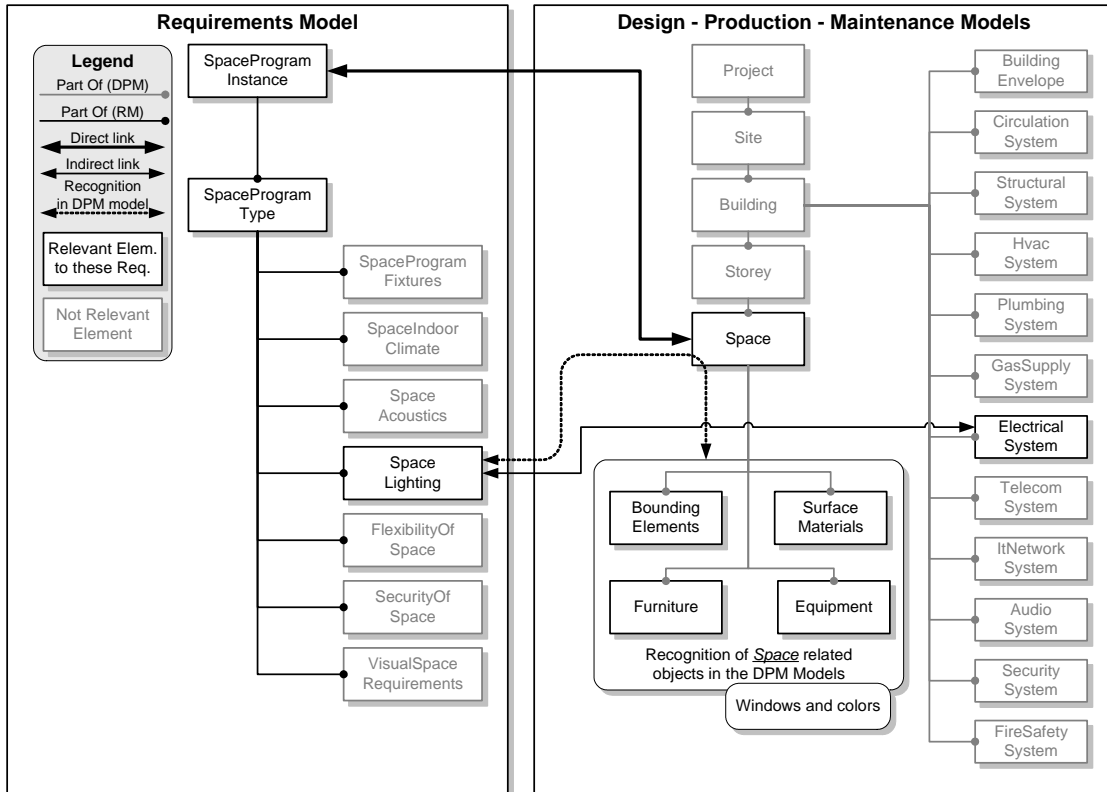 Requirements Model
Legend
Part Of (DPM)
Part Of (RM)
Direct link
Indirect link
Recognition
in DPM model
Relevant Elem.
to these Req.
Not Relevant
Element
SpaceProgram
Instance
SpaceProgram
Type
SpaceProgram
Fixtures
SpaceIndoor
Climate
Space
Acoustics
Space
Lighting
FlexibilityOf
Space
SecurityOf
Space
VisualSpace
Requirements
Design - Production - Maintenance Models
Project
Site
Building
Storey
Space
Bounding
Elements
Surface
Materials
Furniture
Equipment
Recognition of Space related
objects in the DPM Models
Windows and colors
Building
Envelope
Circulation
System
Structural
System
Hvac
System
Plumbing
System
GasSupply
System
Electrical
System
Telecom
System
ItNetwork
System
Audio
System
Security
System
FireSafety
System